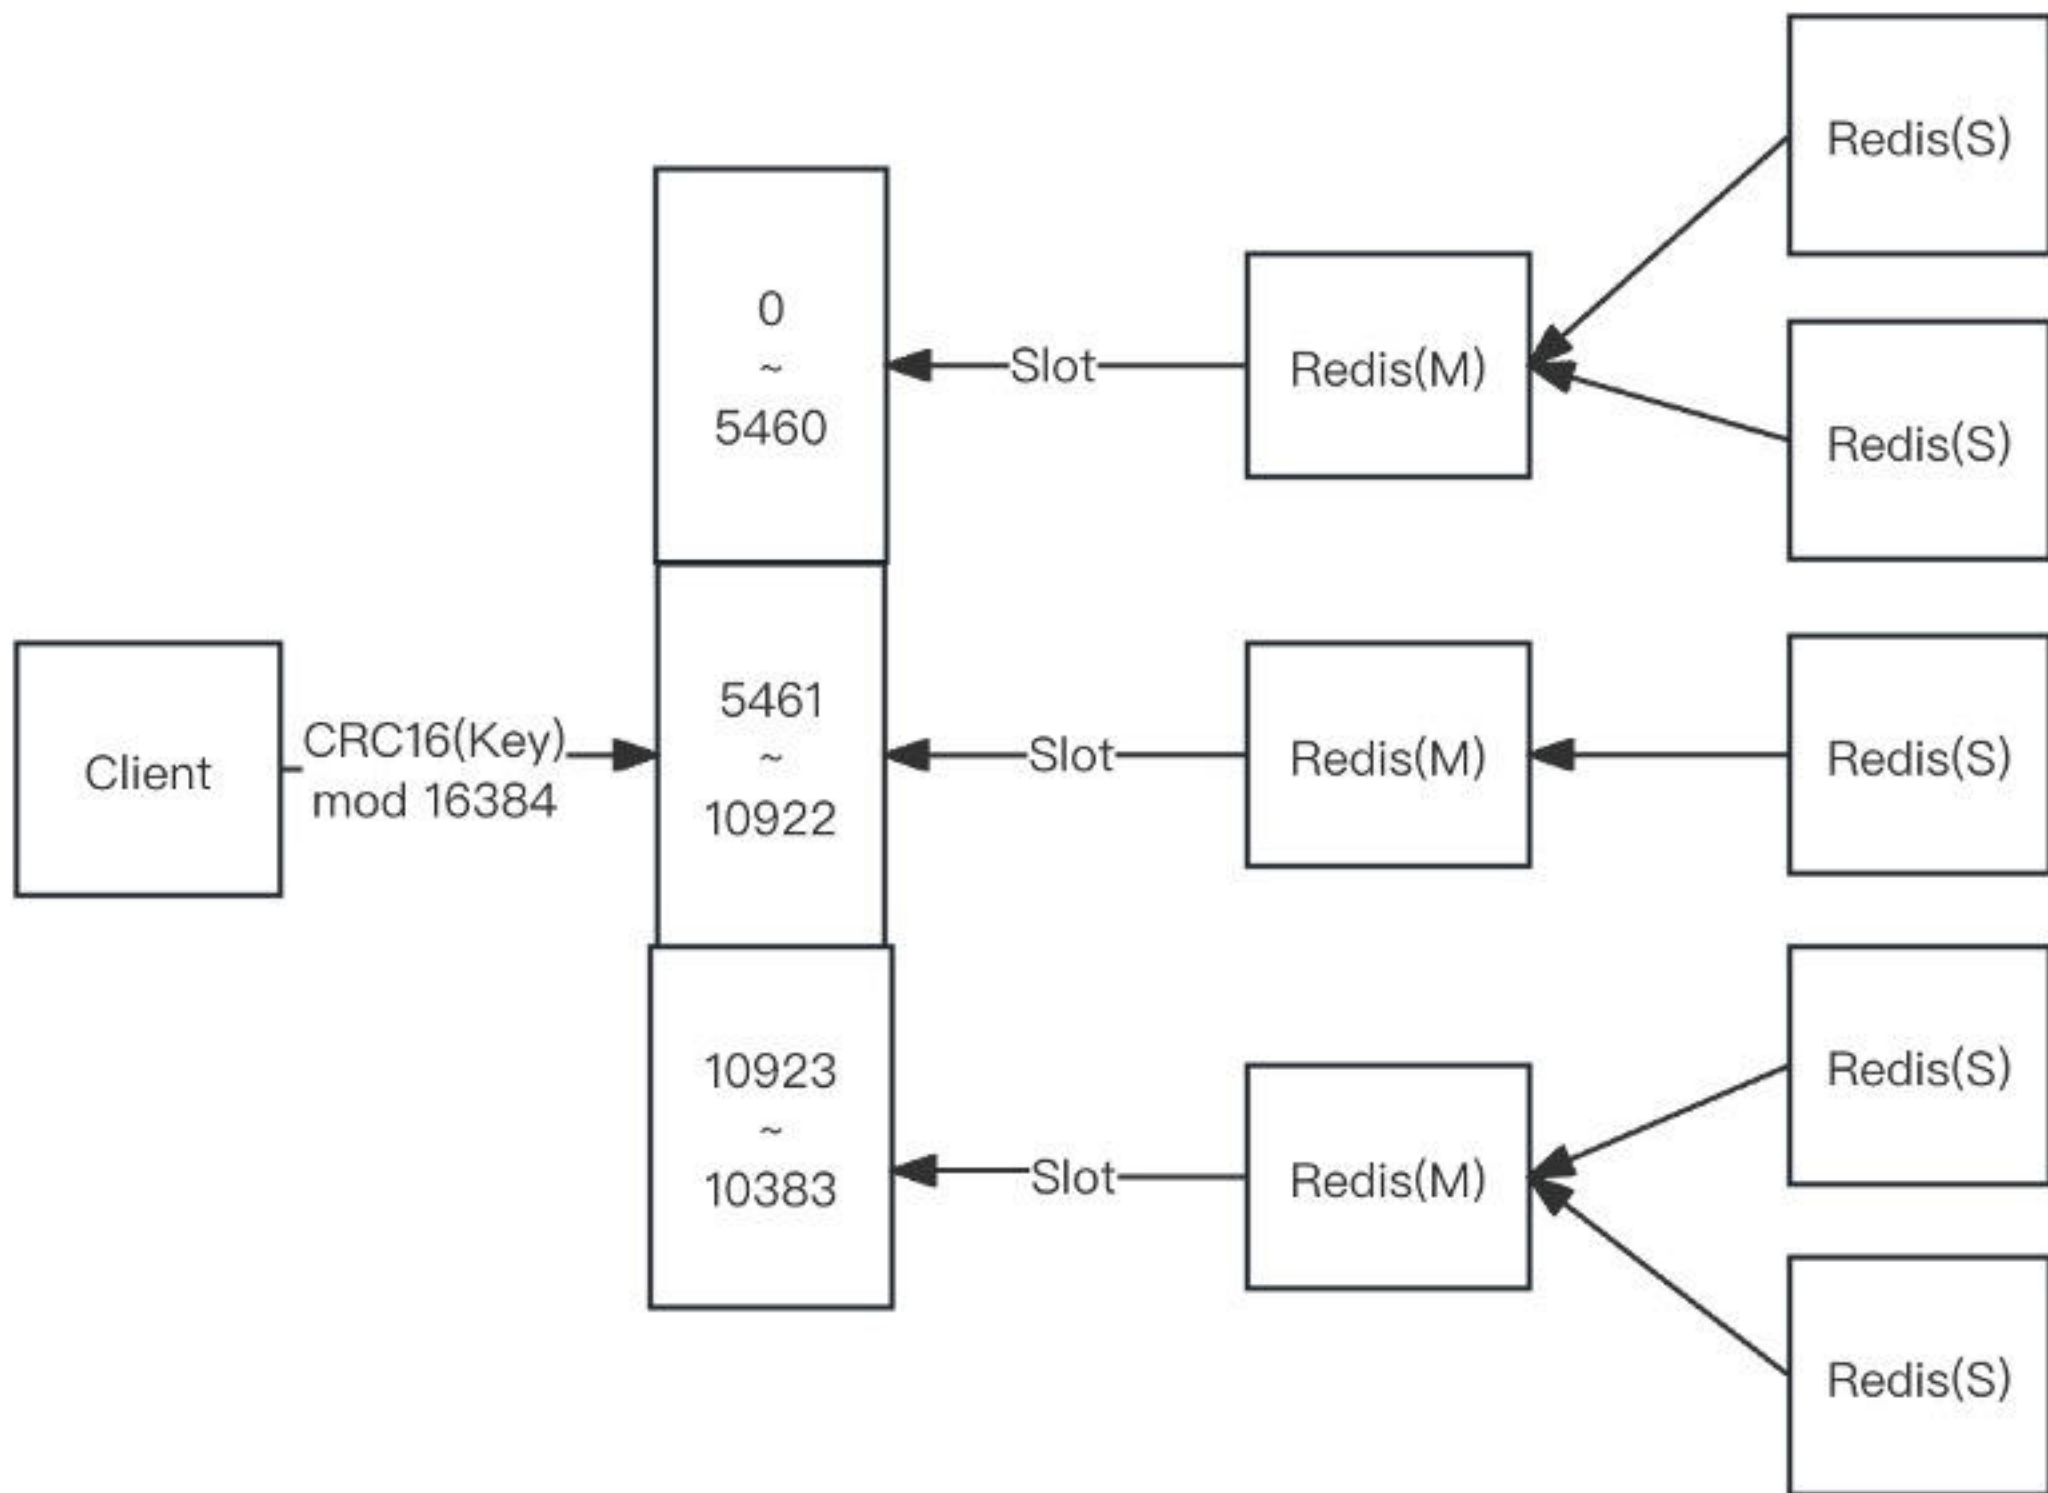 Client
CRC16(Key)
mod 16384
0
~
5460
5461
~
10922
10923
~
10383
Slot
Slot
Slot
Redis(M)
Redis(M)
Redis(M)
Redis(S)
Redis(S)
Redis(S)
Redis(S)
Redis(S)